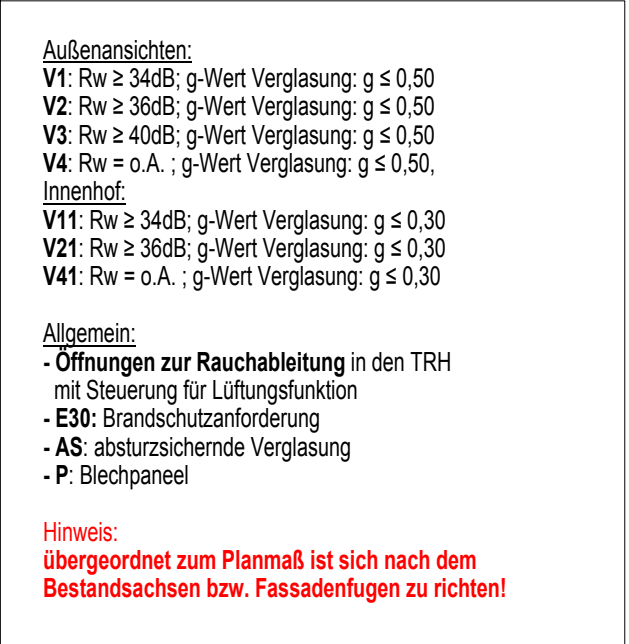 Außenansichten:
V1: Rw ≥ 34dB; g-Wert Verglasung: g ≤ 0,50
V2: Rw ≥ 36dB; g-Wert Verglasung: g ≤ 0,50
V3: Rw ≥ 40dB; g-Wert Verglasung: g ≤ 0,50
V4: Rw = o.A. ; g-Wert Verglasung: g ≤ 0,50,
Innenhof:
V11: Rw ≥ 34dB; g-Wert Verglasung: g ≤ 0,30
V21: Rw ≥ 36dB; g-Wert Verglasung: g ≤ 0,30
V41: Rw = o.A. ; g-Wert Verglasung: g ≤ 0,30
Allgemein:
- Öffnungen zur Rauchableitung in den TRH
mit Steuerung für Lüftungsfunktion
- E30: Brandschutzanforderung
- AS: absturzsichernde Verglasung
- P: Blechpaneel
Hinweis:
übergeordnet zum Planmaß ist sich nach dem
Bestandsachsen bzw. Fassadenfugen zu richten!